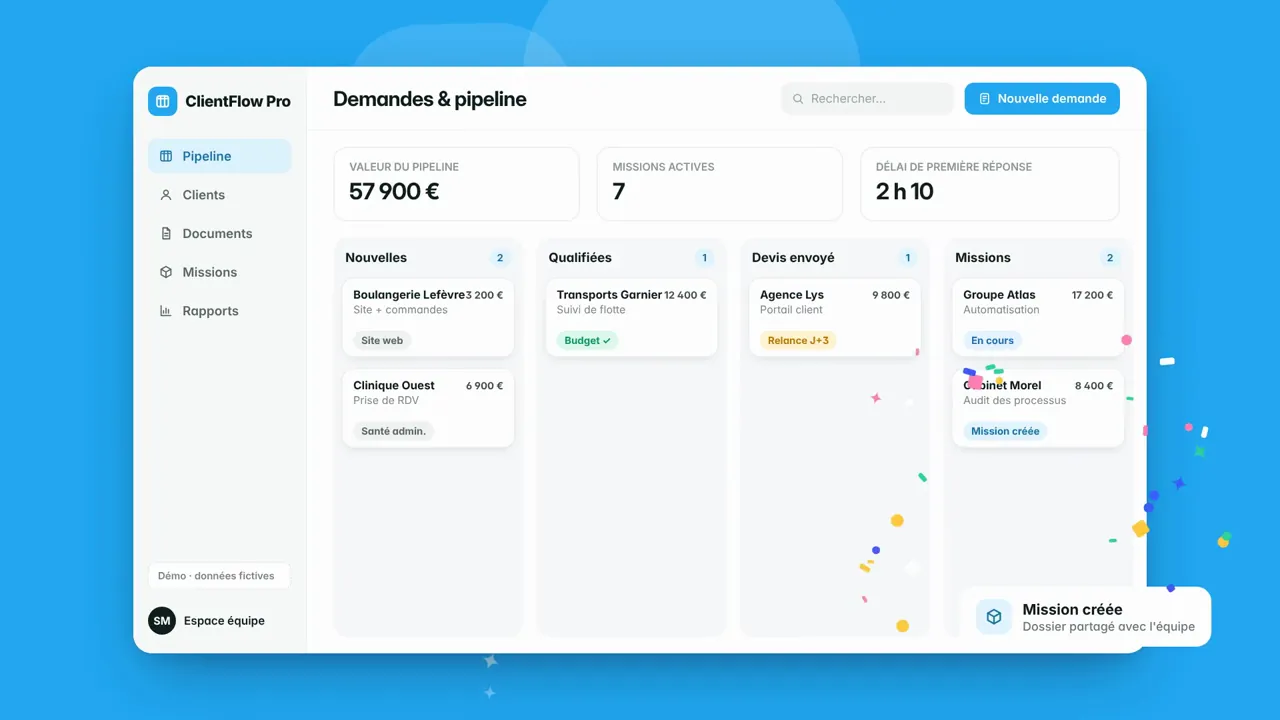 ClientFlow Pro
Pipeline
Clients
Documents
Missions
Rapports
Démo · données fictives
SM Espace équipe
Demandes & pipeline
Rechercher...
Nouvelle demande
VALEUR DU PIPELINE
57 900 €
MISSIONS ACTIVES
7
DÉLAI DE PREMIÈRE RÉPONSE
2 h 10
Nouvelles 2
Boulangerie Lefèvre 3 200 €
Site + commandes
Site web
Clinique Ouest 6 900 €
Prise de RDV
Santé admin.
Qualifiées 1
Transports Garnier 12 400 €
Suivi de flotte
Budget ✓
Devis envoyé 1
Agence Lys 9 800 €
Portail client
Relance J+3
Missions 2
Groupe Atlas 17 200 €
Automatisation
En cours
Cabinet Morel 8 400 €
Audit des processus
Mission créée
Mission créée
Dossier partagé avec l'équipe